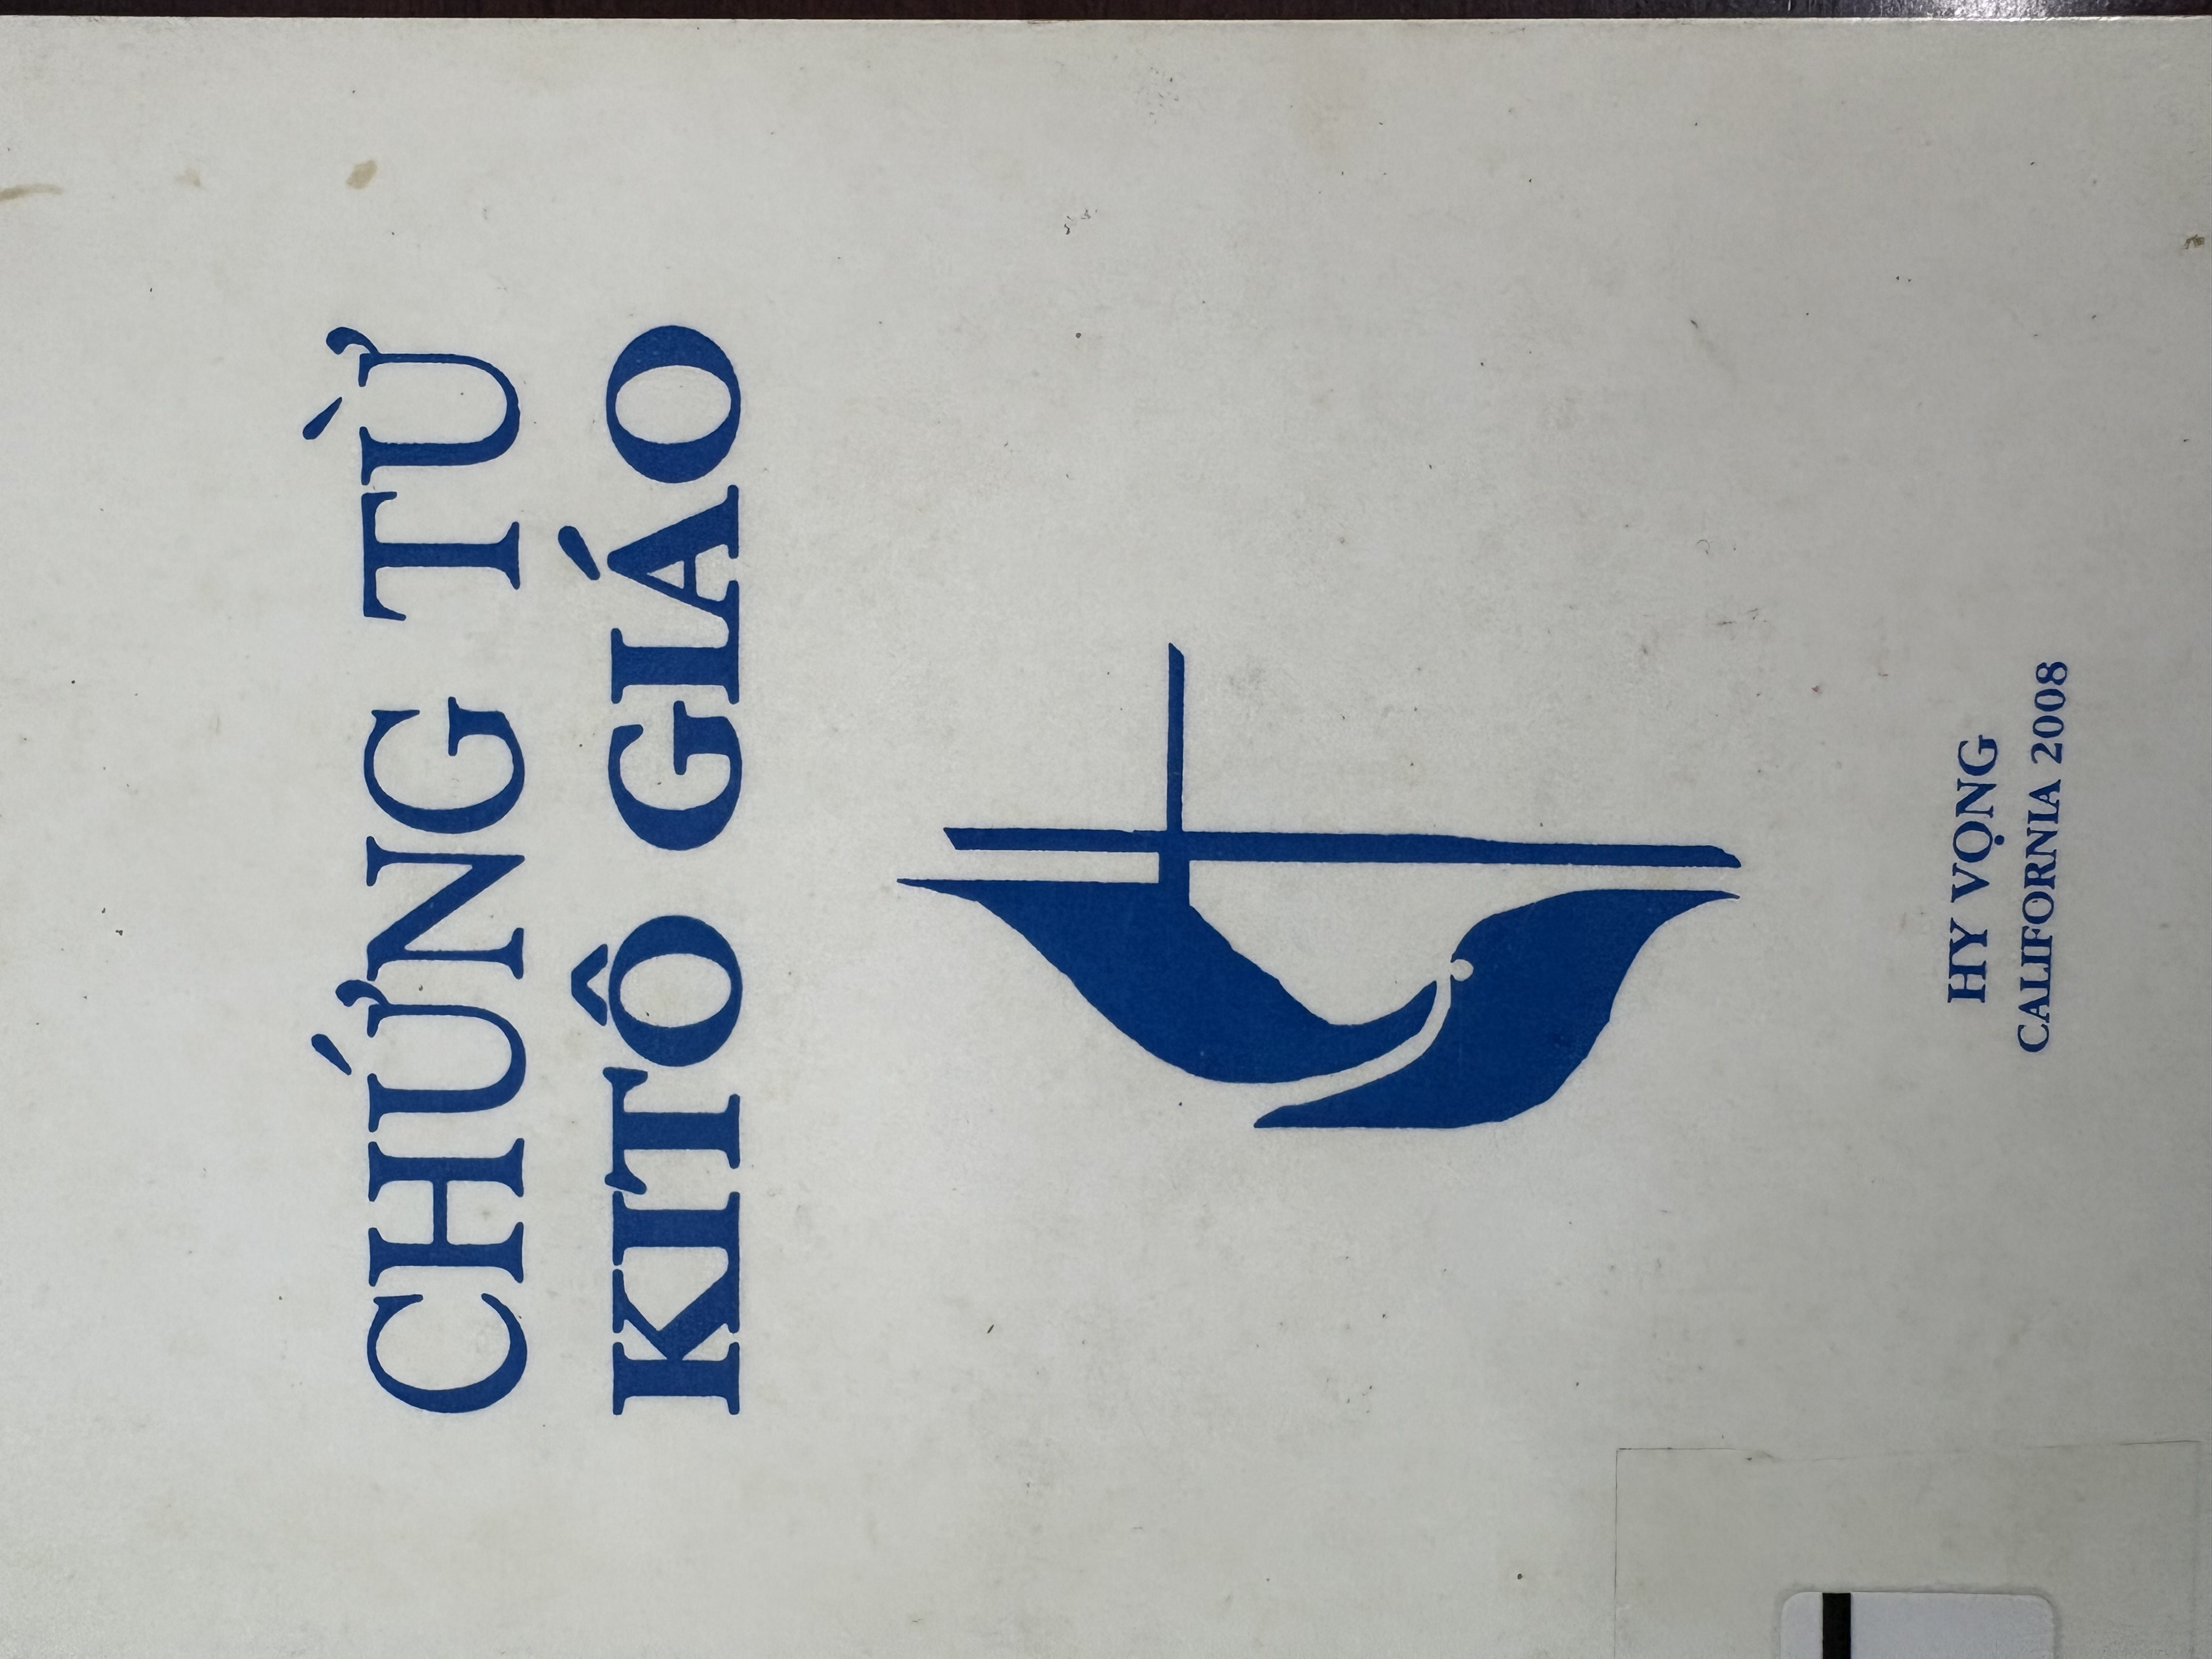 CHỨNG TỪ
KITÔ GIÁO
HY VỌNG
CALIFORNIA 2008